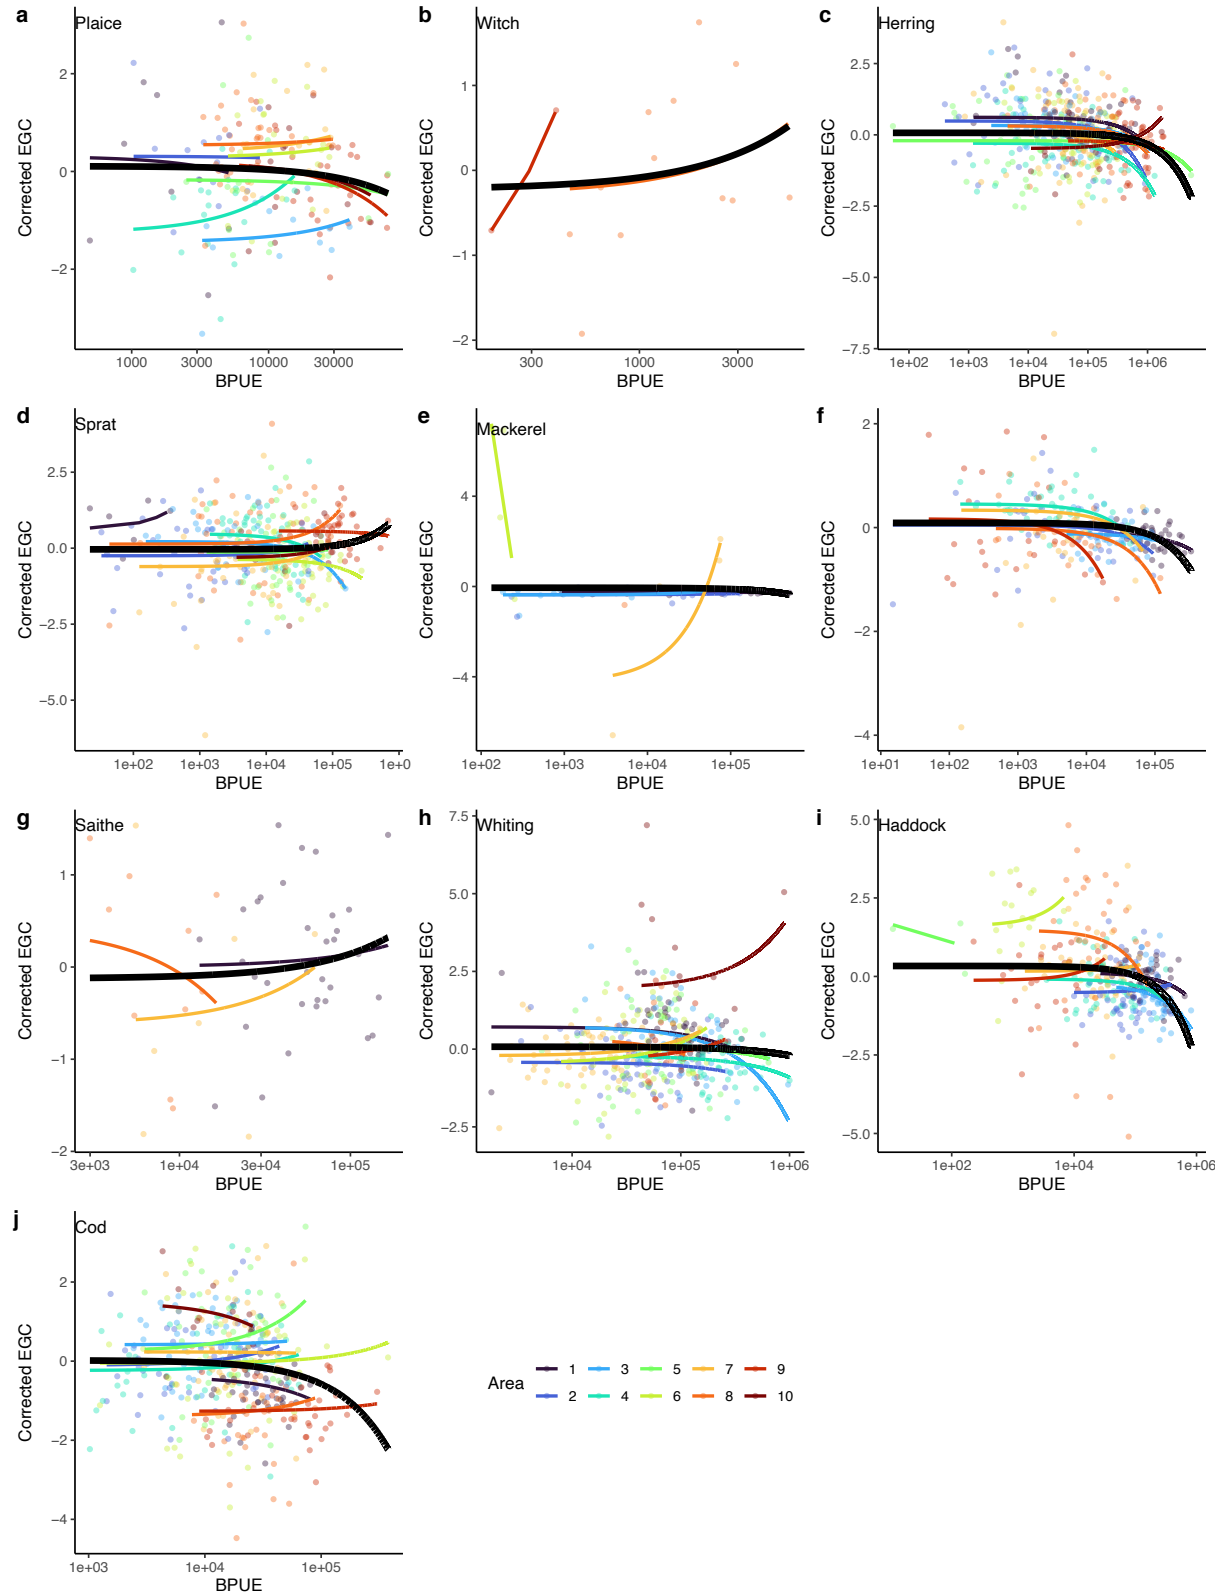 a
Plaice
2
0
−2
Corrected EGC
1000
3000
10000
30000
BPUE
b
Witch
1
0
−1
−2
Corrected EGC
300
1000
3000
BPUE
c
Herring
2.5
0.0
−2.5
−5.0
−7.5
Corrected EGC
1e+02
1e+03
1e+04
1e+05
1e+06
BPUE
d
Sprat
2.5
0.0
−2.5
−5.0
Corrected EGC
1e+02
1e+03
1e+04
1e+05
1e+0
BPUE
e
Mackerel
4
0
−4
Corrected EGC
1e+02
1e+03
1e+04
1e+05
BPUE
f
2
0
−2
−4
Corrected EGC
1e+01
1e+02
1e+03
1e+04
1e+05
BPUE
g
Saithe
1
0
−1
−2
Corrected EGC
3e+03
1e+04
3e+04
1e+05
BPUE
h
Whiting
7.5
5.0
2.5
0.0
−2.5
Corrected EGC
1e+04
1e+05
1e+06
BPUE
i
Haddock
5.0
2.5
0.0
−2.5
−5.0
Corrected EGC
1e+02
1e+04
1e+06
BPUE
j
Cod
2
0
−2
−4
Corrected EGC
1e+03
1e+04
1e+05
BPUE
Area
1 3 5 7 9
2 4 6 8 10